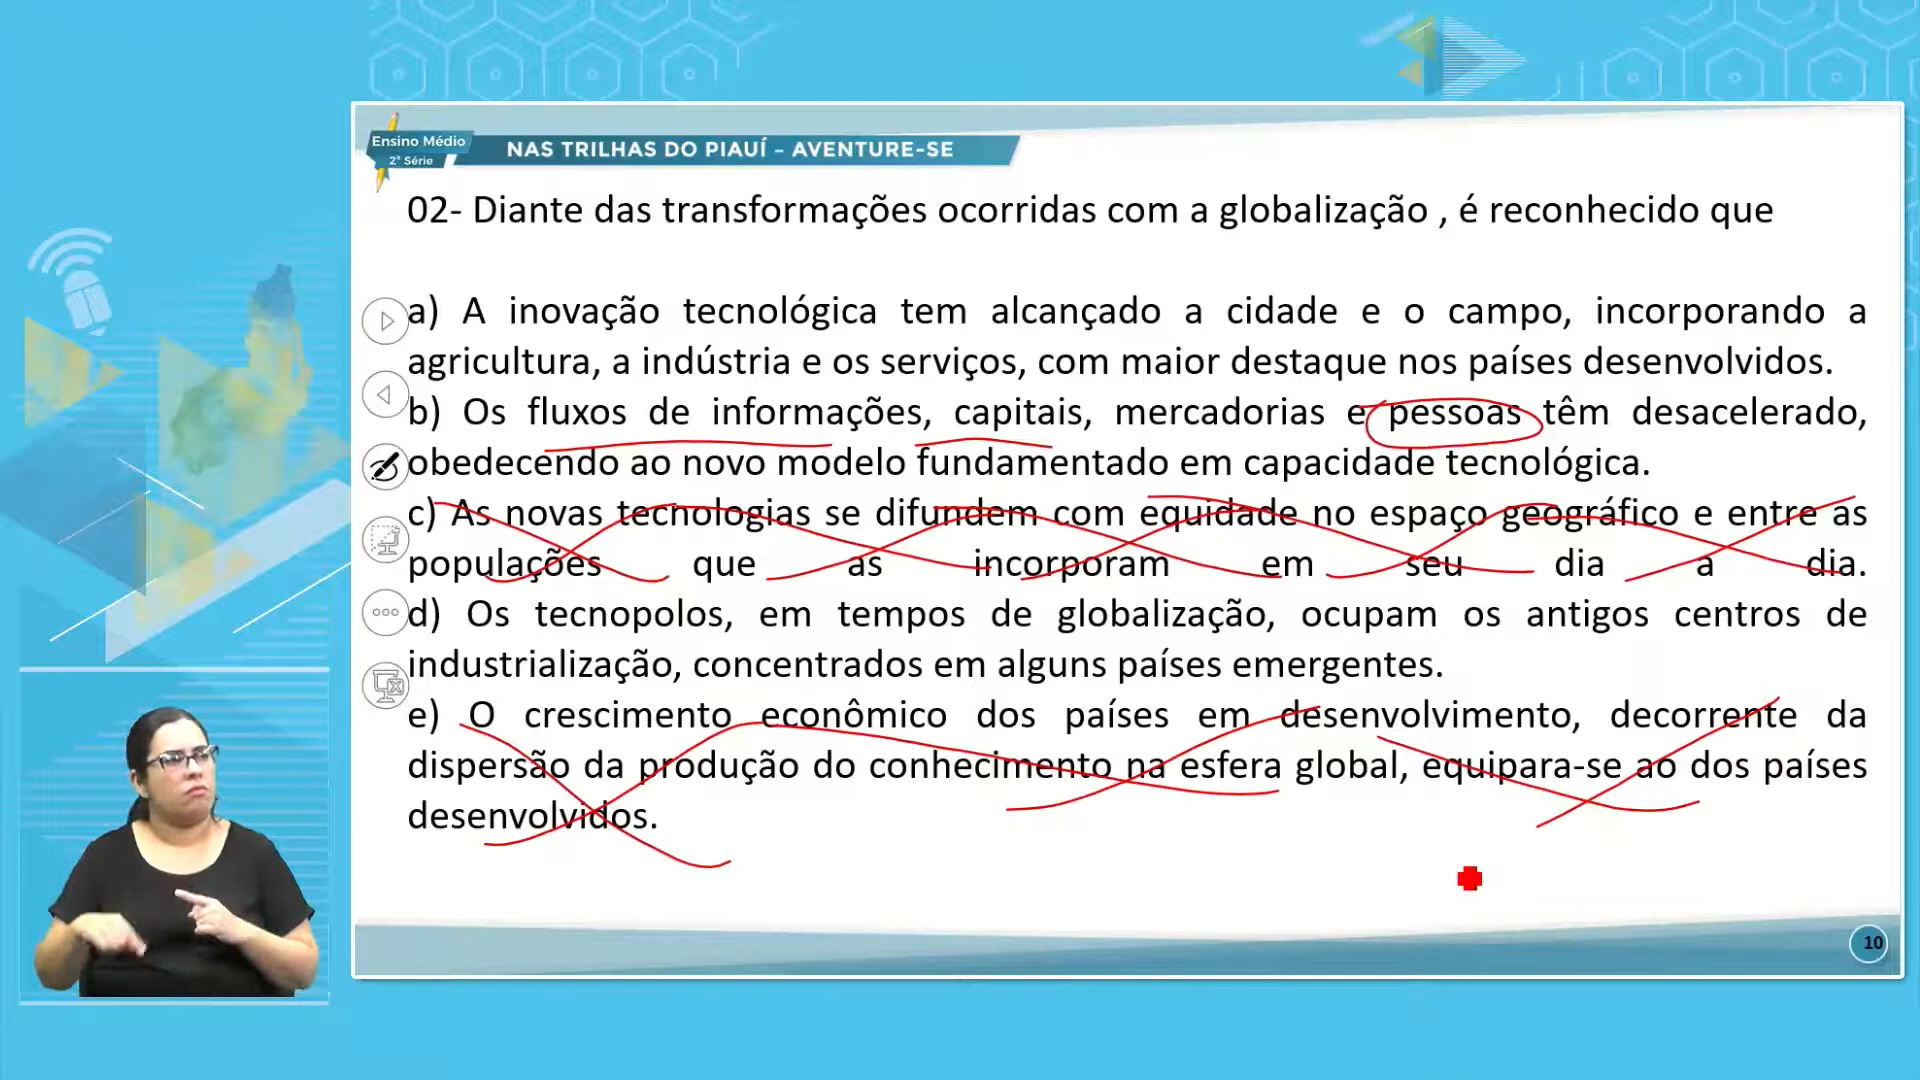 Ensino Médio
2ª Série
NAS TRILHAS DO PIAUÍ – AVENTURE-SE
02- Diante das transformações ocorridas com a globalização , é reconhecido que
a) A inovação tecnológica tem alcançado a cidade e o campo, incorporando a
agricultura, a indústria e os serviços, com maior destaque nos países desenvolvidos.
b) Os fluxos de informações, capitais, mercadorias e pessoas têm desacelerado,
obedecendo ao novo modelo fundamentado em capacidade tecnológica.
c) As novas tecnologias se difundem com equidade no espaço geográfico e entre as
populações que as incorporam em seu dia a dia.
d) Os tecnopolos, em tempos de globalização, ocupam os antigos centros de
industrialização, concentrados em alguns países emergentes.
e) O crescimento econômico dos países em desenvolvimento, decorrente da
dispersão da produção do conhecimento na esfera global, equipara-se ao dos países
desenvolvidos.
10